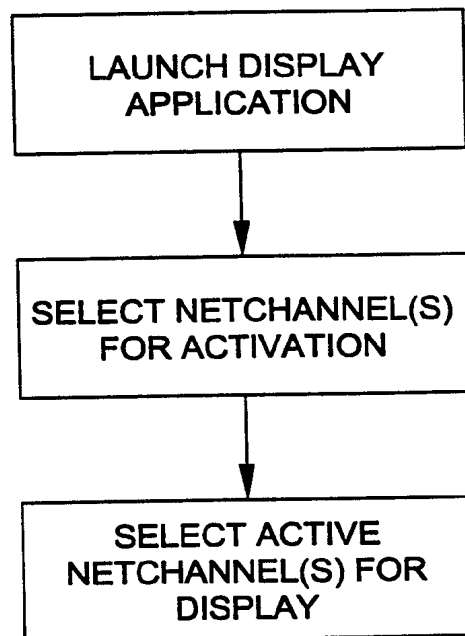 LAUNCH DISPLAY
APPLICATION
SELECT NETCHANNEL(S)
FOR ACTIVATION
SELECT ACTIVE
NETCHANNEL(S) FOR
DISPLAY